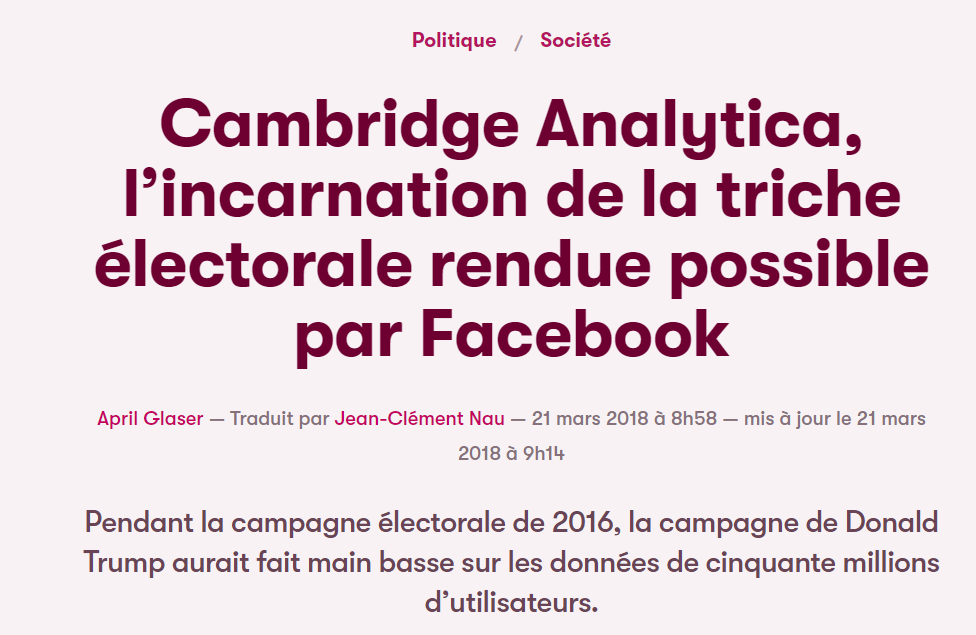 Politique / Société
Cambridge Analytica,
l’incarnation de la triche
électorale rendue possible
par Facebook
April Glaser — Traduit par Jean-Clément Nau — 21 mars 2018 à 8h58 — mis à jour le 21 mars
2018 à 9h14
Pendant la campagne électorale de 2016, la campagne de Donald
Trump aurait fait main basse sur les données de cinquante millions
d’utilisateurs.